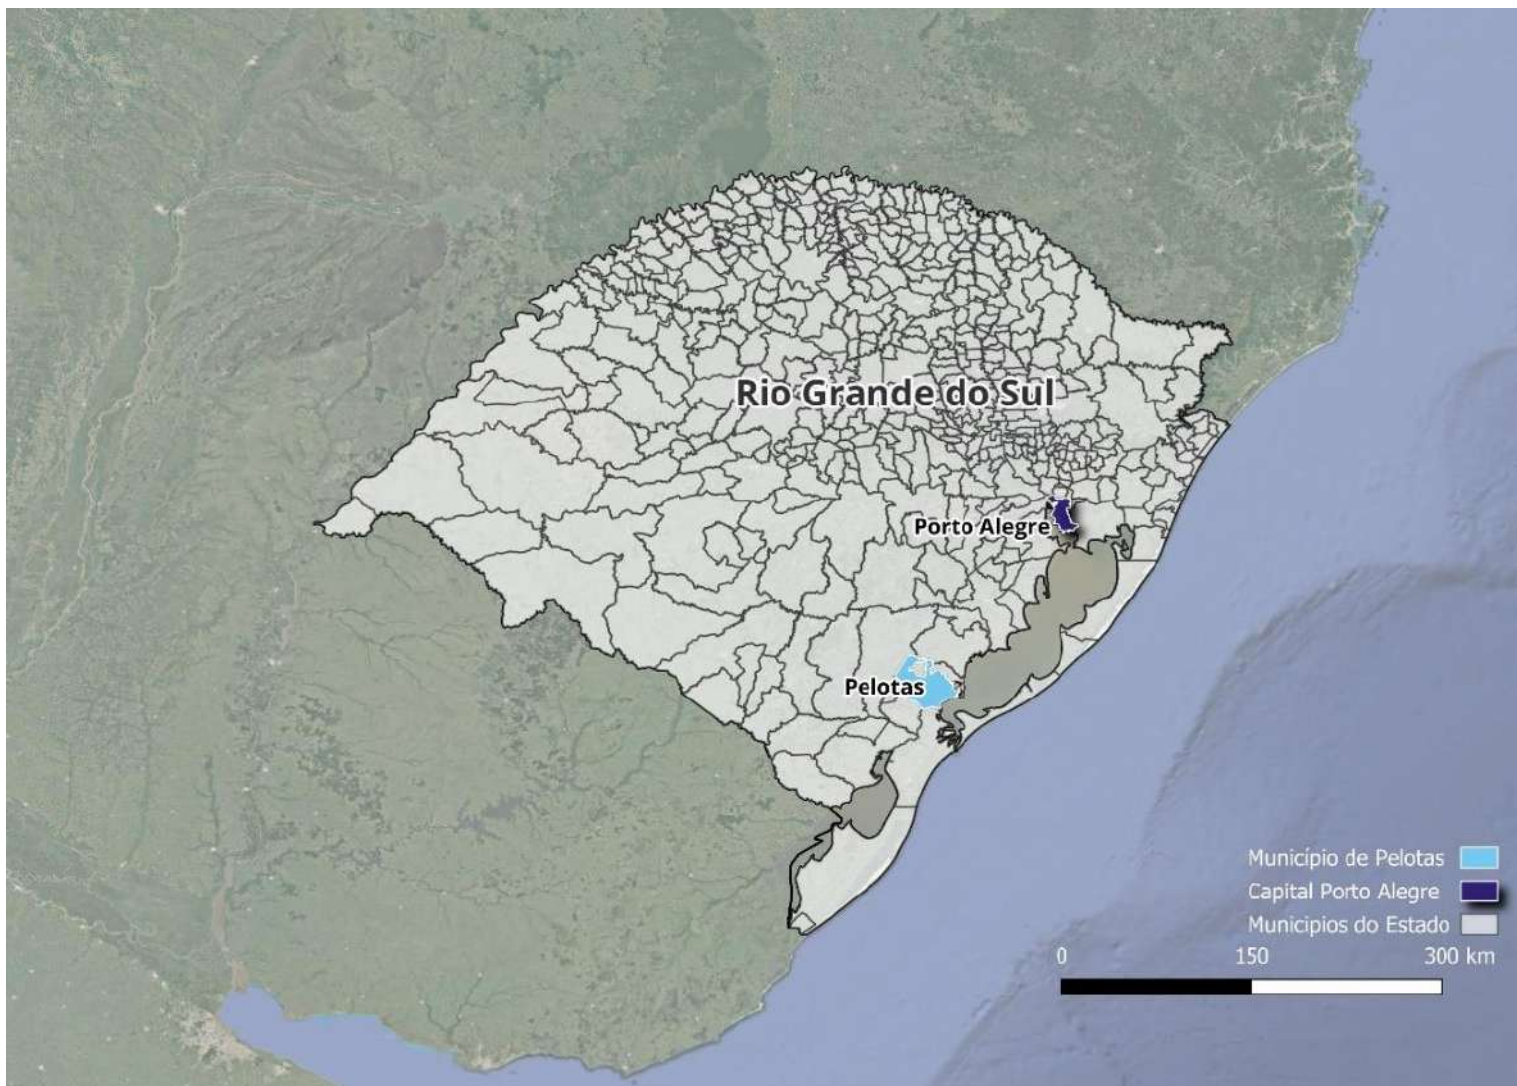 Rio Grande do Sul
Porto Alegre
Pelotas
Município de Pelotas
Capital Porto Alegre
Municipios do Estado
0 150 300 km